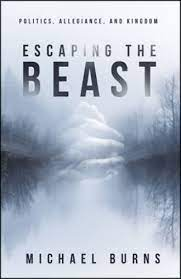 POLITICS, ALLEGIANCE, AND KINGDOM
ESCAPING THE
BEAST
MICHAEL BURNS